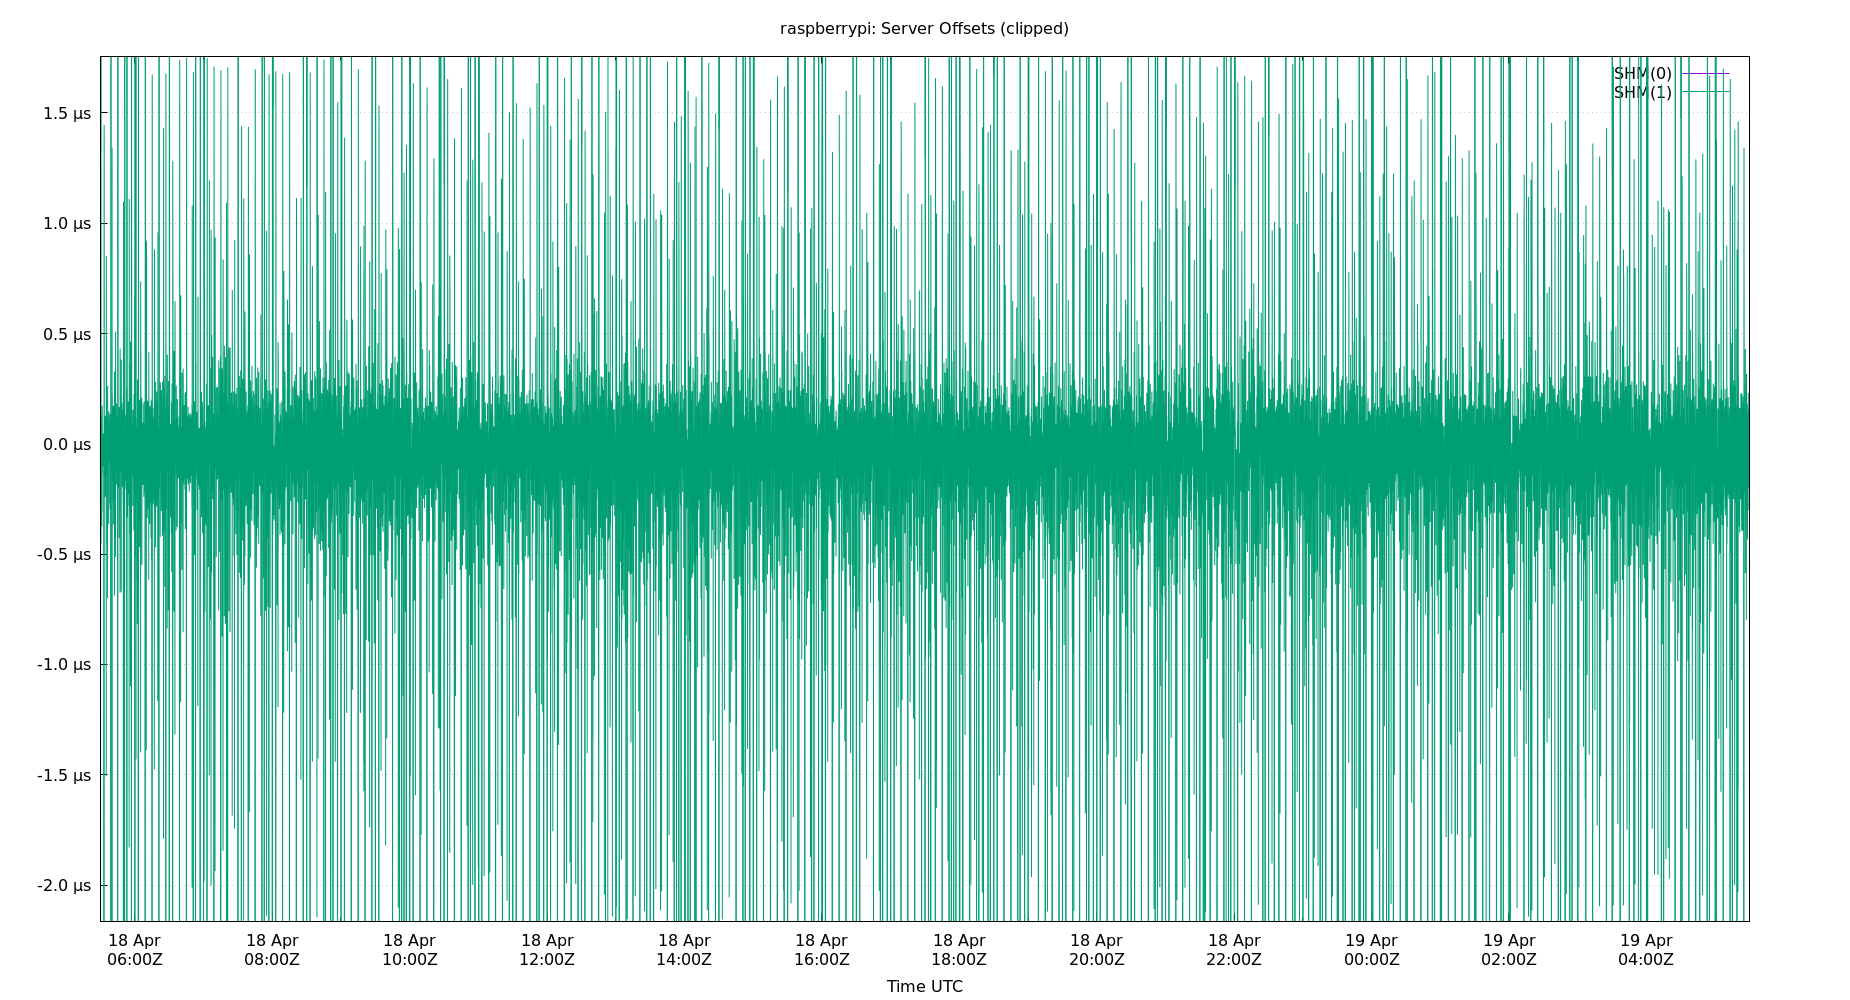 raspberrypi: Server Offsets (clipped)
SHM(0)
SHM(1)
1.5 µs
1.0 µs
0.5 µs
0.0 µs
-0.5 µs
-1.0 µs
-1.5 µs
-2.0 µs
18 Apr 18 Apr 18 Apr 18 Apr 18 Apr 18 Apr 18 Apr 18 Apr 18 Apr 19 Apr 19 Apr 19 Apr
06:00Z 08:00Z 10:00Z 12:00Z 14:00Z 16:00Z 18:00Z 20:00Z 22:00Z 00:00Z 02:00Z 04:00Z
Time UTC